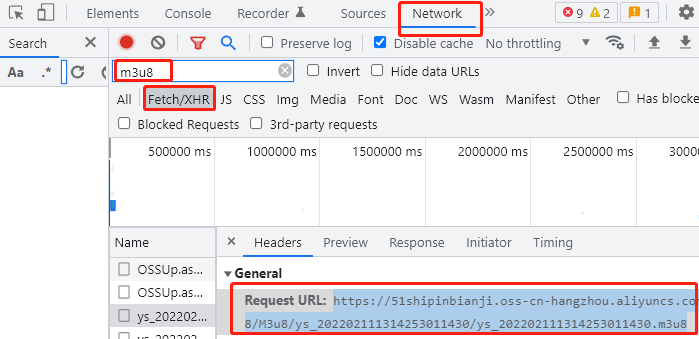 Elements Console Recorder Sources Network 9 2 1
Search Preserve log Disable cache No throttling
Aa .* m3u8 Invert Hide data URLs
All Fetch/XHR JS CSS Img Media Font Doc WS Wasm Manifest Other Has blocke
Blocked Requests 3rd-party requests
500000 ms 1000000 ms 1500000 ms 2000000 ms 2500000 ms 30000
Name Headers Preview Response Initiator Timing
OSSUp.as... General
OSSUp.as... Request URL: https://51shipinbianji.oss-cn-hangzhou.aliyuncs.co
ys_202202... 8/M3u8/ys_202202111314253011430/ys_202202111314253011430.m3u8